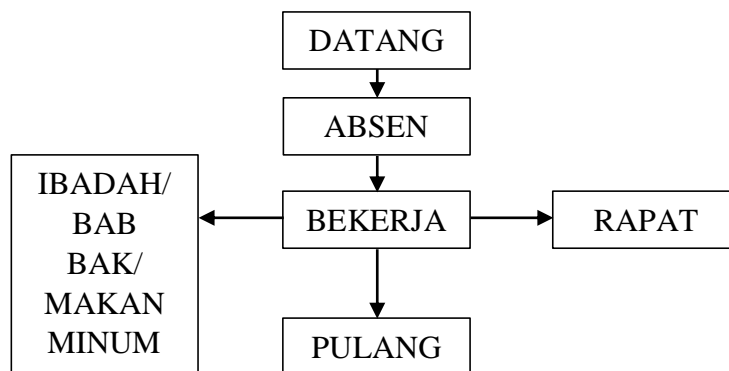 DATANG
ABSEN
IBADAH/
BAB
BAK/
MAKAN
MINUM
BEKERJA
RAPAT
PULANG